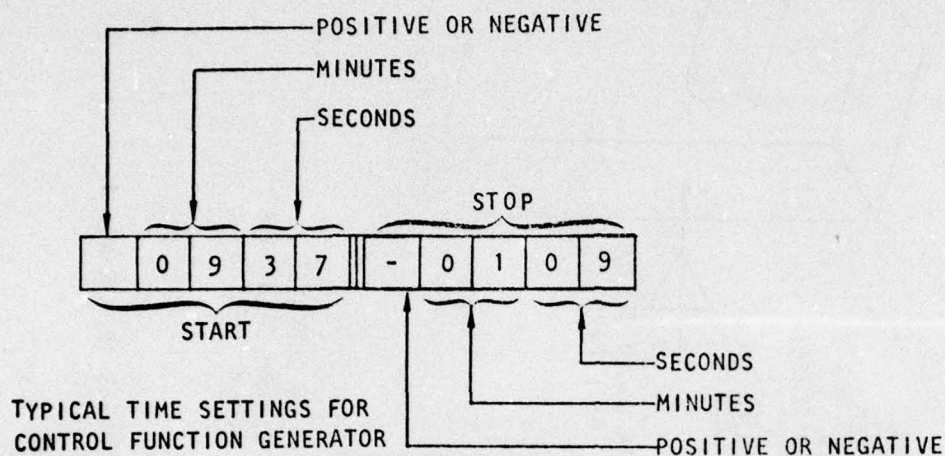 POSITIVE OR NEGATIVE
MINUTES
SECONDS
STOP
0 9 3 7 - 0 1 0 9
START
SECONDS
MINUTES
POSITIVE OR NEGATIVE
TYPICAL TIME SETTINGS FOR
CONTROL FUNCTION GENERATOR